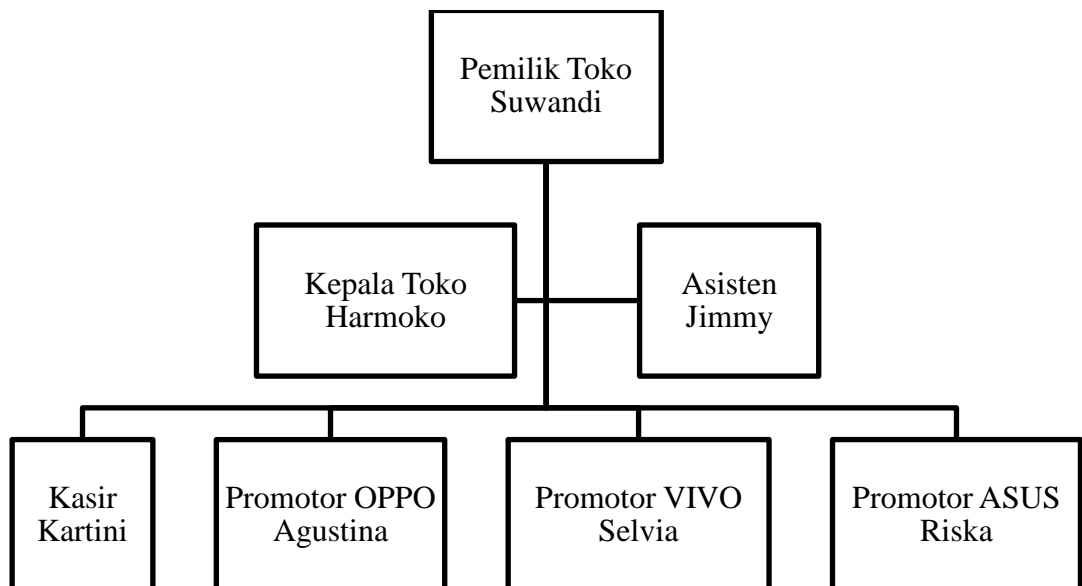 Pemilik Toko
Suwandi
Kepala Toko
Harmoko
Asisten
Jimmy
Kasir
Kartini
Promotor OPPO
Agustina
Promotor VIVO
Selvia
Promotor ASUS
Riska